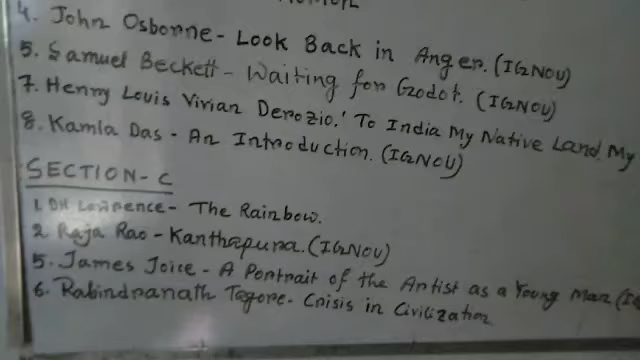 4. John Osborne - Look Back in Anger. (IGNOU)
5. Samuel Beckett - Waiting for Godot. (IGNOU)
7. Henry Louis Vivian Derozio.' To India My Native Land. My
8. Kamla Das - An Introduction. (IGNOU)
SECTION - C
1. DH Lawrence - The Rainbow.
2. Raja Rao - Kanthapura. (IGNOU)
5. James Joice - A Portrait of the Artist as a Young Man (IG
6. Rabindranath Tagore - Crisis in Civilization